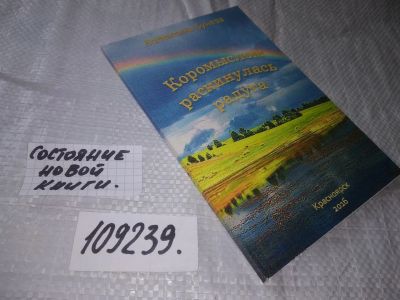 Коромыслом
раскинулась
радуга
Красноярск
2016
СОСТОЯНИЕ
НОВОЙ
КНИГИ.
109239.